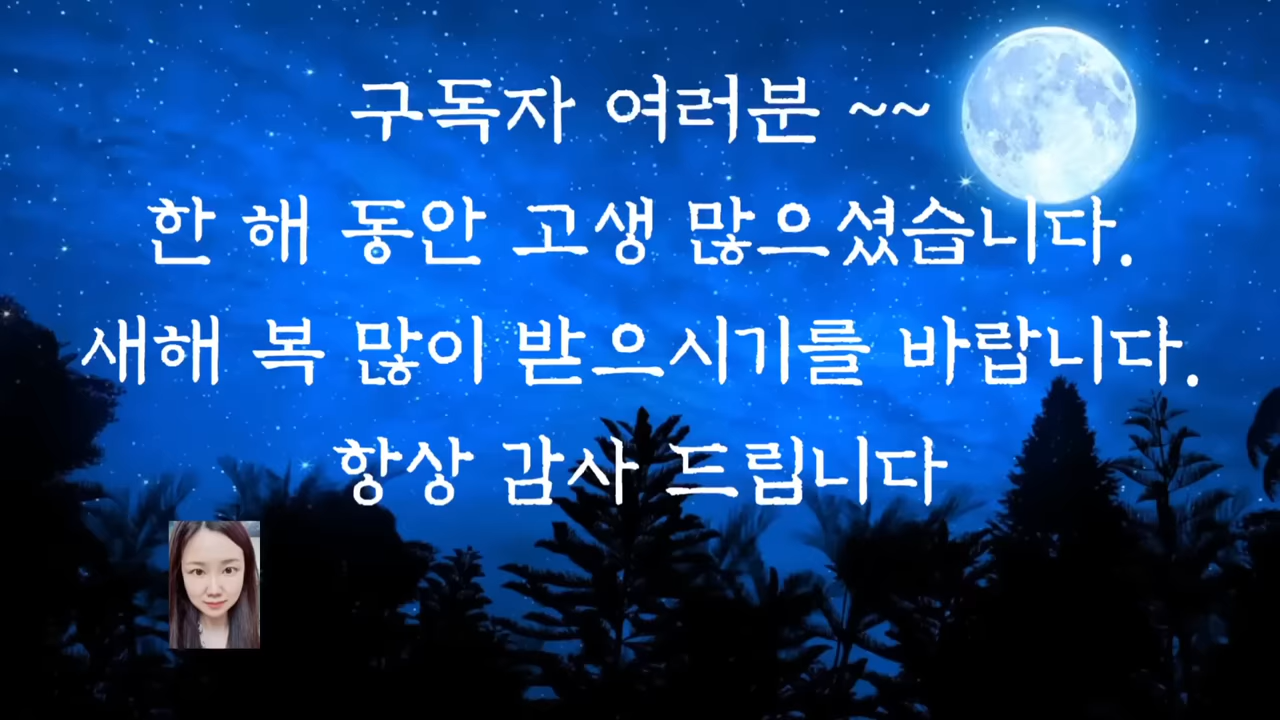 구독자 여러분 ~~
한 해 동안 고생 많으셨습니다.
새해 복 많이 받으시기를 바랍니다.
항상 감사 드립니다